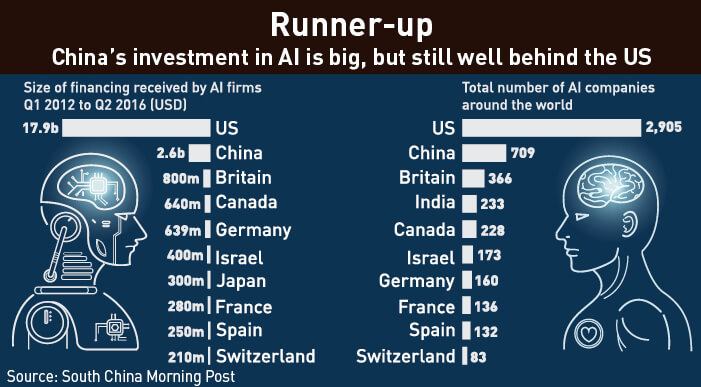 Runner-up
China's investment in AI is big, but still well behind the US
Size of financing received by AI firms
Q1 2012 to Q2 2016 (USD)
17.9b US
2.6b China
800m Britain
640m Canada
639m Germany
400m Israel
300m Japan
280m France
250m Spain
210m Switzerland
Total number of AI companies
around the world
US 2,905
China 709
Britain 366
India 233
Canada 228
Israel 173
Germany 160
France 136
Spain 132
Switzerland 83
Source: South China Morning Post